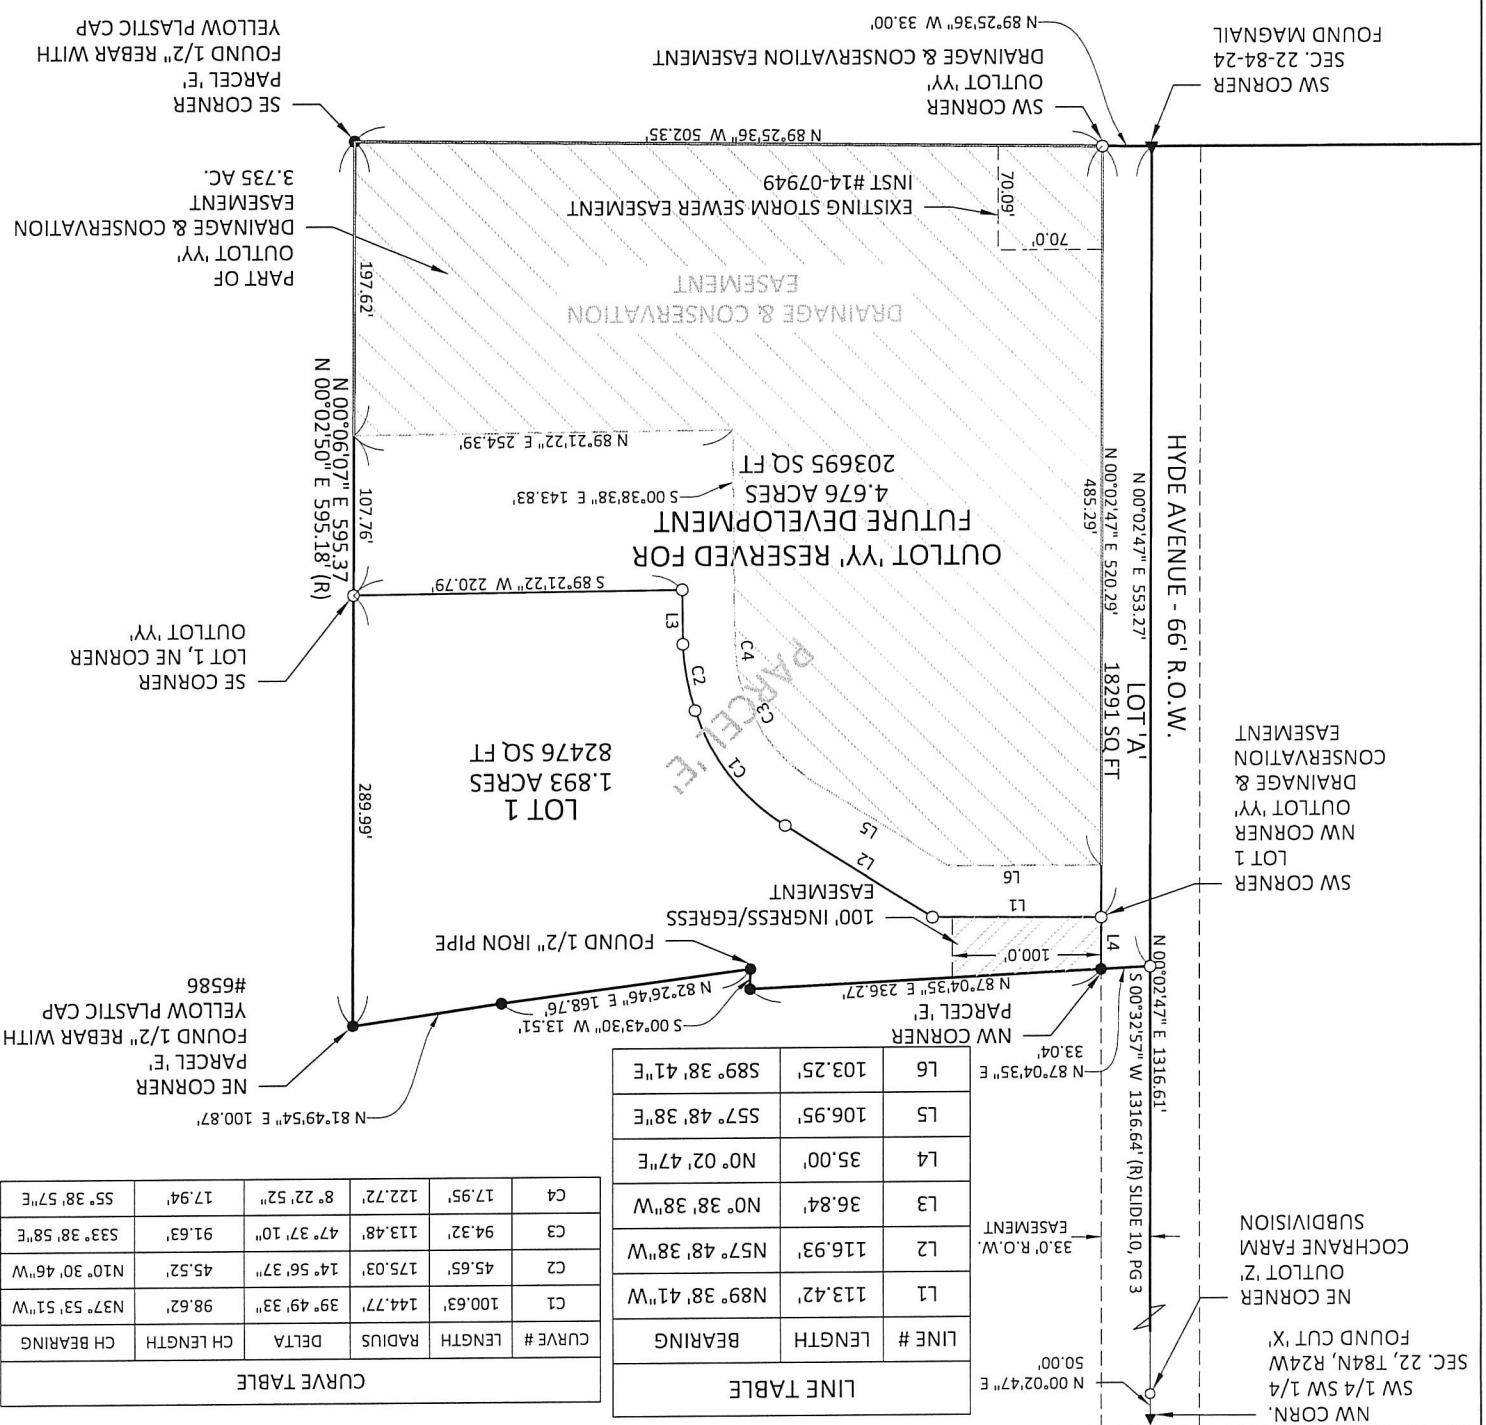 NW CORN.
SW 1/4 SW 1/4
SEC. 22, T84N, R24W
FOUND CUT 'X'
NE CORNER
OUTLOT 'Z'
COCHRANE FARM
SUBDIVISION
N 00°02'47" E
50.00'
33.0' R.O.W.
EASEMENT
N 00°02'47" E 1316.61'
S 00°32'57" W 1316.64' (R) SLIDE 10, PG 3
LINE TABLE
LINE # LENGTH BEARING
L1 113.42' N89° 38' 41"W
L2 116.93' N57° 48' 38"W
L3 36.84' N0° 38' 38"W
L4 35.00' N0° 02' 47"E
L5 106.95' S57° 48' 38"E
L6 103.25' S89° 38' 41"E
CURVE TABLE
CURVE # LENGTH RADIUS DELTA CH LENGTH CH BEARING
C1 100.63' 144.77' 39° 49' 33" 98.62' N37° 53' 51"W
C2 45.65' 175.03' 14° 56' 37" 45.52' N10° 30' 46"W
C3 94.32' 113.48' 47° 37' 10" 91.63' S33° 38' 58"E
C4 17.95' 122.72' 8° 22' 52" 17.94' S5° 38' 57"E
N 87°04'35" E
33.04'
NW CORNER
PARCEL 'E'
N 87°04'35" E 236.27'
S 00°43'30" W 13.51'
N 82°26'46" E 168.76'
N 81°49'54" E 100.87'
NE CORNER
PARCEL 'E'
FOUND 1/2" REBAR WITH
YELLOW PLASTIC CAP
#6586
FOUND 1/2" IRON PIPE
100.0'
100' INGRESS/EGRESS
EASEMENT
L4
L1
L6
L2
L5
SW CORNER
LOT 1
NW CORNER
OUTLOT 'YY'
DRAINAGE &
CONSERVATION
EASEMENT
LOT 1
1.893 ACRES
82476 SQ FT
289.99'
C1
C3
C2
C4
L3
PARCEL 'E'
HYDE AVENUE - 66' R.O.W.
LOT 'A'
18291 SQ FT
N 00°02'47" E 553.27'
N 00°02'47" E 520.29'
485.29'
SE CORNER
LOT 1, NE CORNER
OUTLOT 'YY'
S 89°21'22" W 220.79'
OUTLOT 'YY' RESERVED FOR
FUTURE DEVELOPMENT
4.676 ACRES
203695 SQ FT
S 00°38'38" E 143.83'
107.76'
N 00°06'07" E 595.37
N 00°02'50" E 595.18' (R)
N 89°21'22" E 254.39'
DRAINAGE & CONSERVATION
EASEMENT
197.62'
PART OF
OUTLOT 'YY'
DRAINAGE & CONSERVATION
EASEMENT
3.735 AC.
70.0'
70.09'
EXISTING STORM SEWER EASEMENT
INST #14-07949
N 89°25'36" W 502.35'
SW CORNER
SEC. 22-84-24
FOUND MAGNAIL
SW CORNER
OUTLOT 'YY'
DRAINAGE & CONSERVATION EASEMENT
N 89°25'36" W 33.00'
SE CORNER
PARCEL 'E'
FOUND 1/2" REBAR WITH
YELLOW PLASTIC CAP